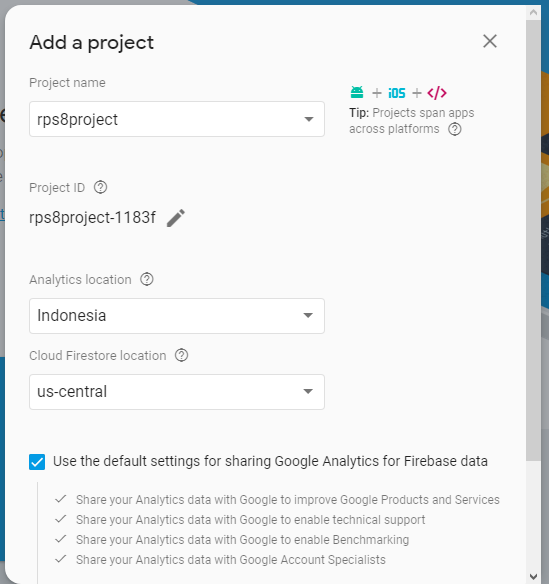 Add a project
Project name
rps8project
+ iOS + </>
Tip: Projects span apps
across platforms ?
Project ID ?
rps8project-1183f
Analytics location ?
Indonesia
Cloud Firestore location ?
us-central
Use the default settings for sharing Google Analytics for Firebase data
Share your Analytics data with Google to improve Google Products and Services
Share your Analytics data with Google to enable technical support
Share your Analytics data with Google to enable Benchmarking
Share your Analytics data with Google Account Specialists